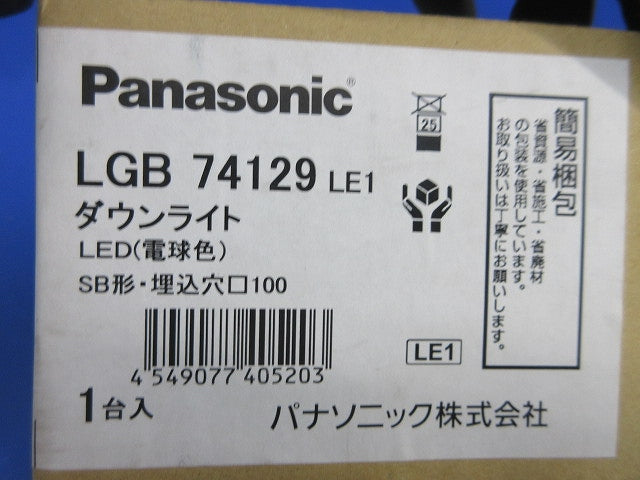 Panasonic®
LGB 74129 LE1
ダウンライト
LED(電球色)
SB形・埋込穴□100
4 549077 405203
1台入
25
LE1
パナソニック株式会社
簡易梱包
省資源・省施工・省廃材
の包装を使用しています。
お取り扱いは丁寧にお願いします。